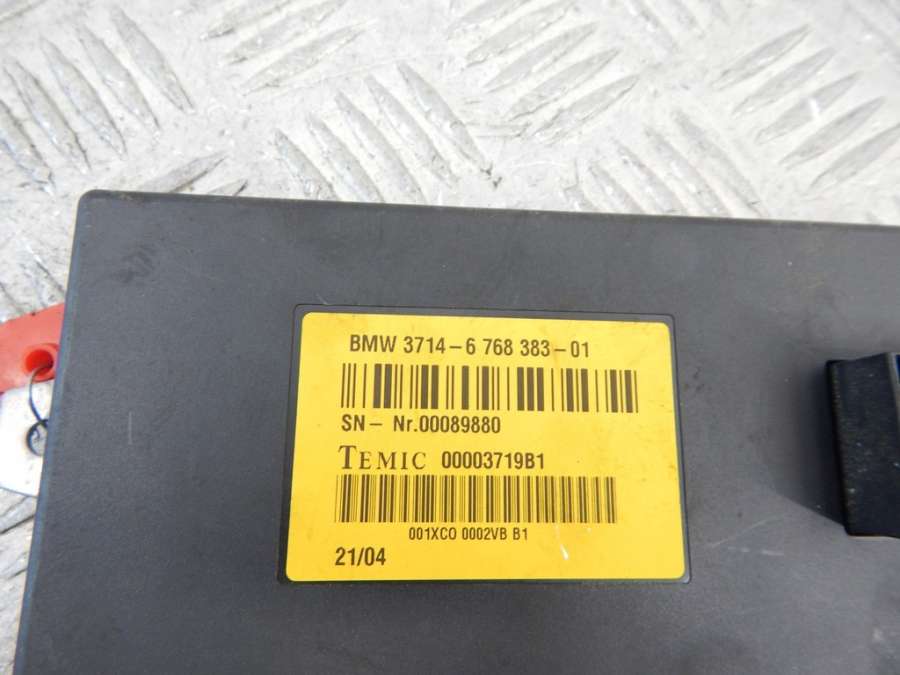 BMW 3714-6 768 383-01
SN- Nr.00089880
TEMIC 00003719B1
001XCO 0002VB B1
21/04